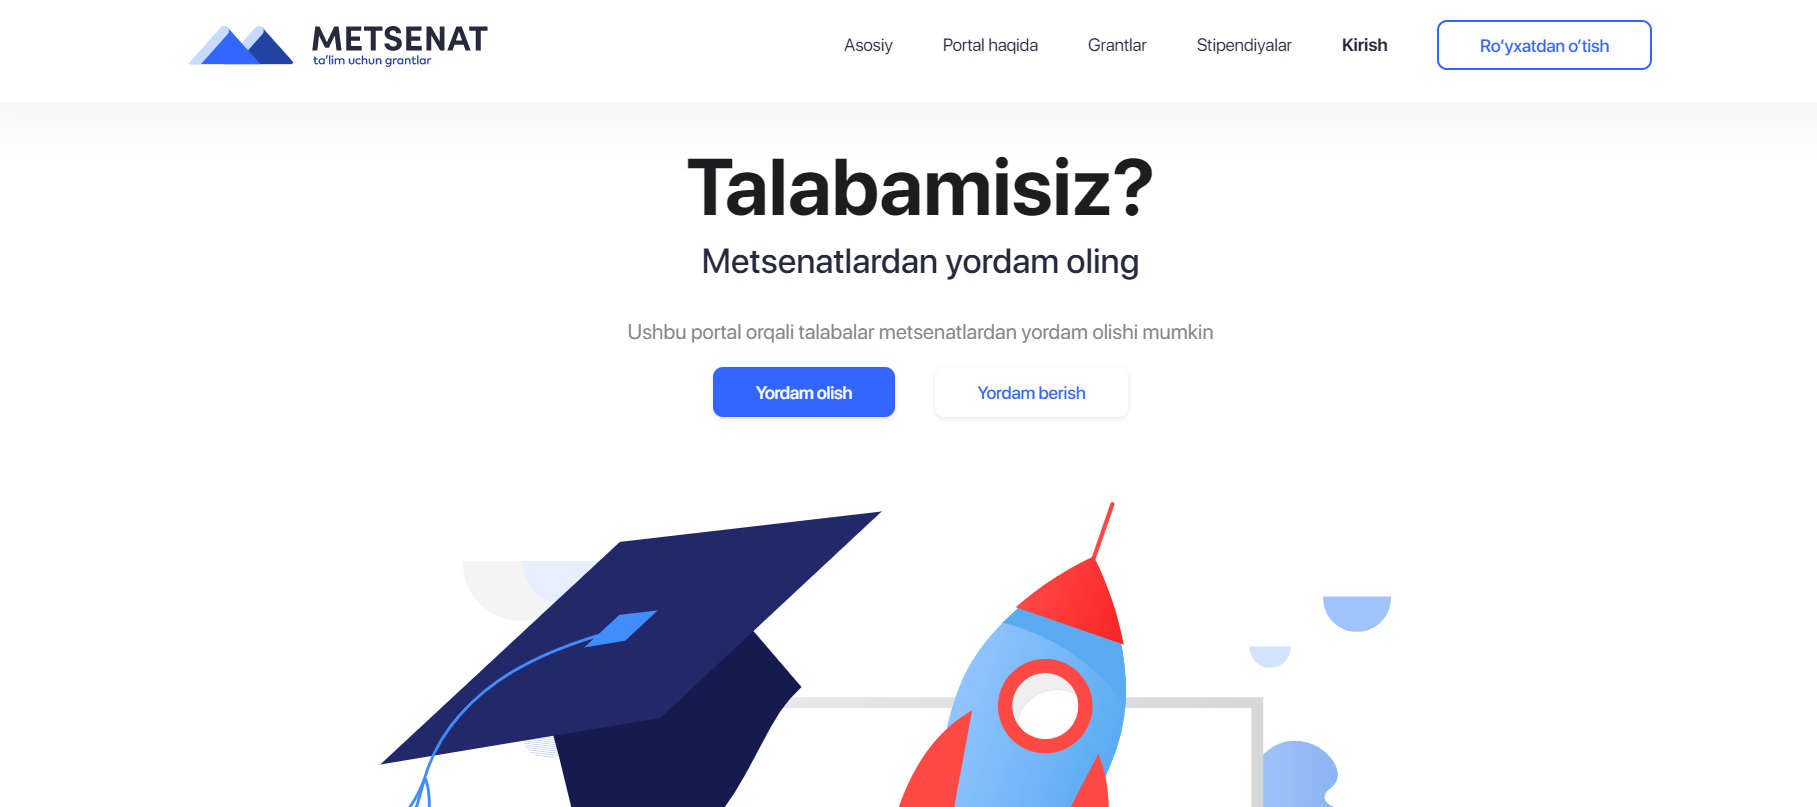 METSENAT
ta’lim uchun grantlar
Asosiy
Portal haqida
Grantlar
Stipendiyalar
Kirish
Ro‘yxatdan o‘tish
Talabamisiz?
Metsenatlardan yordam oling
Ushbu portal orqali talabalar metsenatlardan yordam olishi mumkin
Yordam olish
Yordam berish